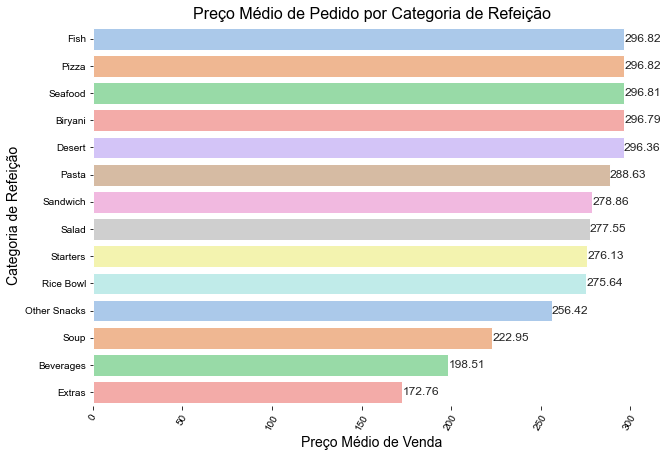 Preço Médio de Pedido por Categoria de Refeição
Categoria de Refeição
Fish 296.82
Pizza 296.82
Seafood 296.81
Biryani 296.79
Desert 296.36
Pasta 288.63
Sandwich 278.86
Salad 277.55
Starters 276.13
Rice Bowl 275.64
Other Snacks 256.42
Soup 222.95
Beverages 198.51
Extras 172.76
0 50 100 150 200 250 300
Preço Médio de Venda